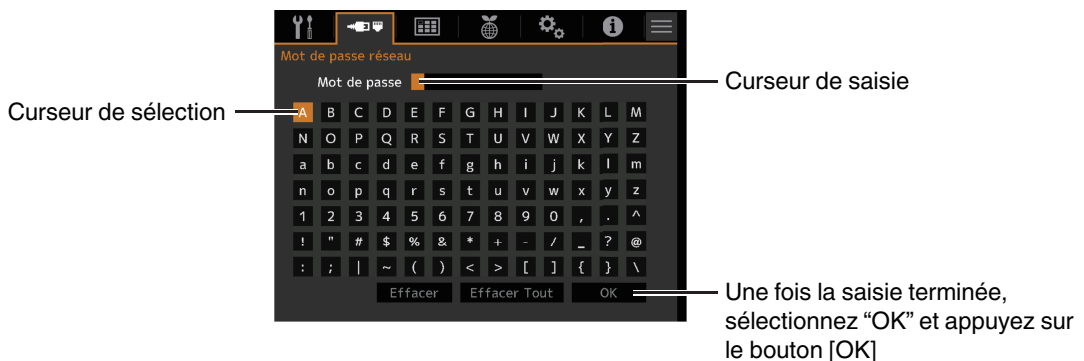 Mot de passe réseau
Mot de passe
Curseur de saisie
Curseur de sélection
A B C D E F G H I J K L M
N O P Q R S T U V W X Y Z
a b c d e f g h i j k l m
n o p q r s t u v w x y z
1 2 3 4 5 6 7 8 9 0 , . ^
! " # $ % & * + - / _ ? @
: ; | ~ ( ) < > [ ] { } \
Effacer Effacer Tout OK
Une fois la saisie terminée,
sélectionnez “OK” et appuyez sur
le bouton [OK]